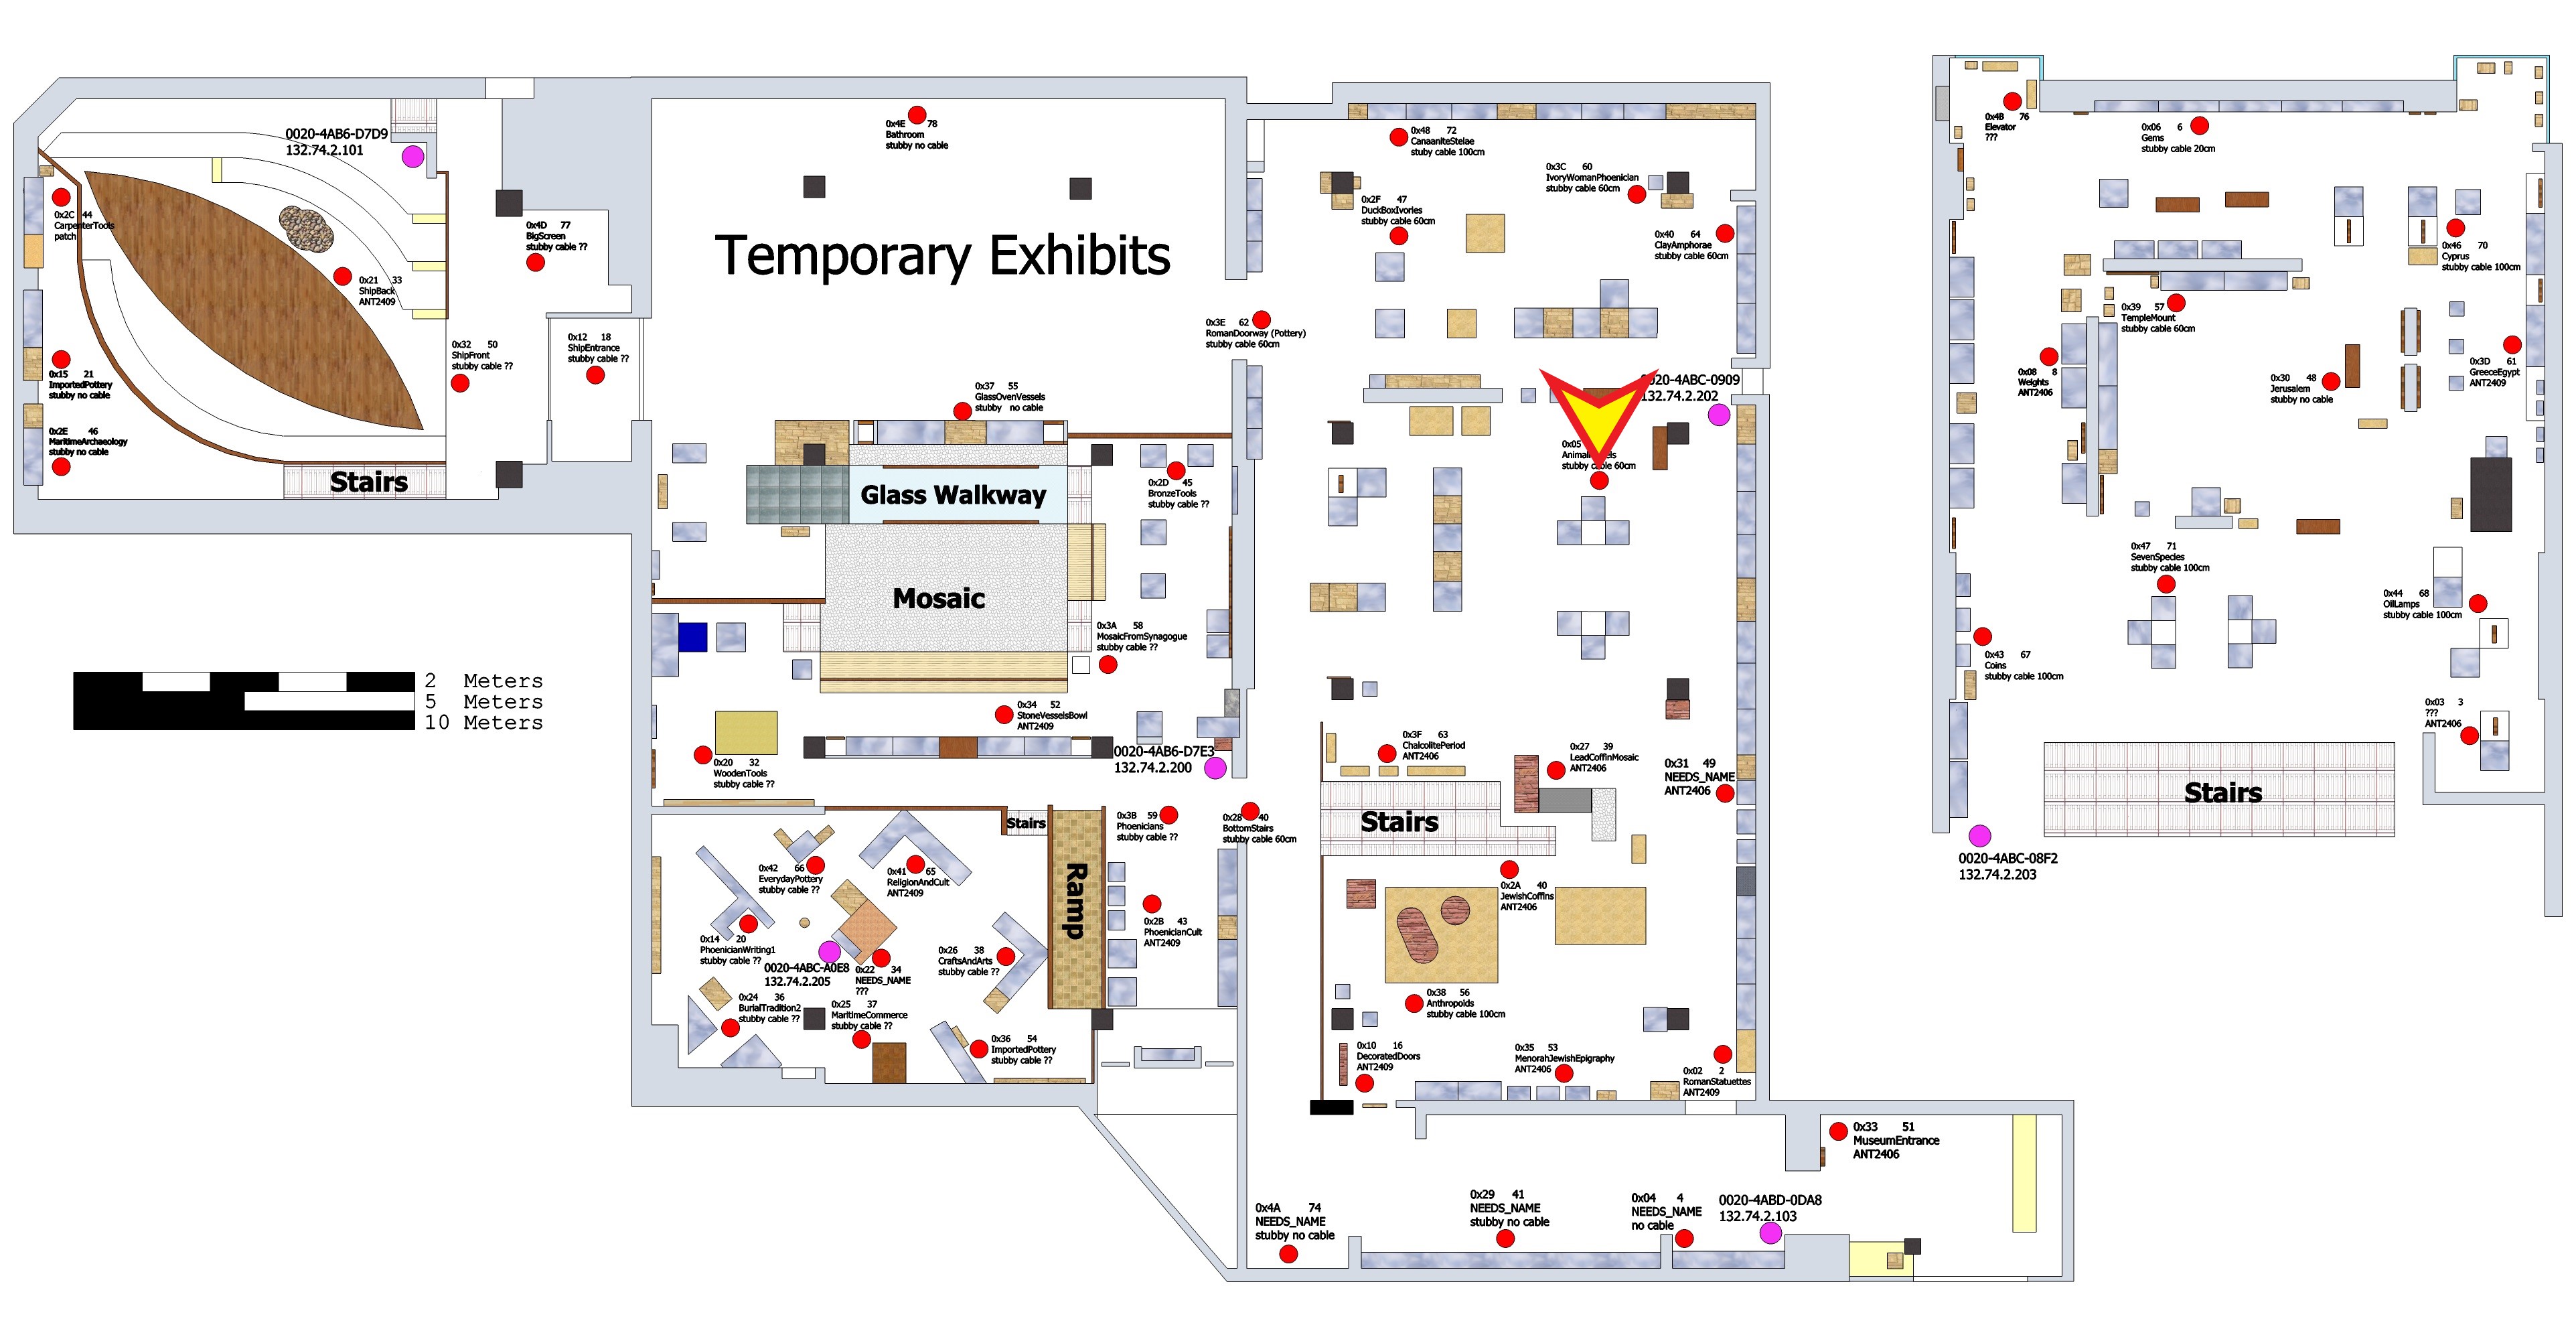 0020-4AB6-D7D9
132.74.2.101
0x2C 44
CarpenterTools
patch
0x21 33
ShipBack
ANT2409
0x4D 77
BigScreen
stubby cable ??
0x32 50
ShipFront
stubby cable ??
0x12 18
ShipEntrance
stubby cable ??
0x15 21
ImportedPottery
stubby no cable
0x2E 46
MaritimeArchaeology
stubby no cable
Stairs
2 Meters
5 Meters
10 Meters
0x4E 78
Bathroom
stubby no cable
Temporary Exhibits
0x3E 62
RomanDoorway (Pottery)
stubby cable 60cm
0x37 55
GlassOvenVessels
stubby no cable
Glass Walkway
0x2D 45
BronzeTools
stubby cable ??
Mosaic
0x3A 58
MosaicFromSynagogue
stubby cable ??
0x34 52
StoneVesselsBowl
ANT2409
0x20 32
WoodenTools
stubby cable ??
0020-4AB6-D7E3
132.74.2.200
Stairs
Ramp
0x3B 59
Phoenicians
stubby cable ??
0x28 40
BottomStairs
stubby cable 60cm
0x42 66
EverydayPottery
stubby cable ??
0x41 65
ReligionAndCult
ANT2409
0x14 20
PhoenicianWriting1
stubby cable ??
0020-4ABC-A0E8
132.74.2.205
0x22 34
NEEDS_NAME
???
0x26 38
CraftsAndArts
stubby cable ??
0x2B 43
PhoenicianCult
ANT2409
0x24 36
BurialTradition2
stubby cable ??
0x25 37
MaritimeCommerce
stubby cable ??
0x36 54
ImportedPottery
stubby cable ??
0x48 72
CanaaniteStelae
stuby cable 100cm
0x3C 60
IvoryWomanPhoenician
stubby cable 60cm
0x2F 47
DuckBoxIvories
stubby cable 60cm
0x40 64
ClayAmphorae
stubby cable 60cm
0020-4ABC-0909
132.74.2.202
0x05
stubby cable 60cm
0x3F 63
ChalcolitePeriod
ANT2406
0x27 39
LeadCoffinMosaic
ANT2406
0x31 49
NEEDS_NAME
ANT2406
Stairs
0x2A 40
JewishCoffins
ANT2406
0x38 56
Anthropoids
stubby cable 100cm
0x10 16
DecoratedDoors
ANT2409
0x35 53
MenorahJewishEpigraphy
ANT2406
0x02 2
RomanStatuettes
ANT2409
0x33 51
MuseumEntrance
ANT2406
0x4A 74
NEEDS_NAME
stubby no cable
0x29 41
NEEDS_NAME
stubby no cable
0x04 4
NEEDS_NAME
no cable
0020-4ABD-0DA8
132.74.2.103
0x4B 76
Elevator
???
0x06 6
Gems
stubby cable 20cm
0x46 70
Cyprus
stubby cable 100cm
0x39 57
TempleMount
stubby cable 60cm
0x08 8
Weights
ANT2406
0x30 48
Jerusalem
stubby no cable
0x3D 61
GreeceEgypt
ANT2409
0x47 71
SevenSpecies
stubby cable 100cm
0x44 68
OilLamps
stubby cable 100cm
0x43 67
Coins
stubby cable 100cm
0x03 3
???
ANT2406
Stairs
0020-4ABC-08F2
132.74.2.203